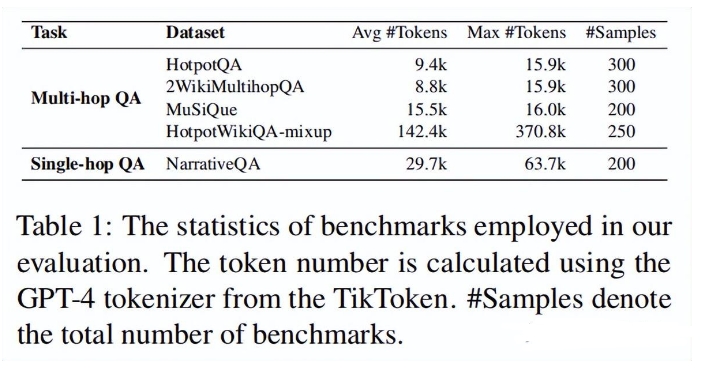 Task Dataset Avg #Tokens Max #Tokens #Samples
Multi-hop QA
HotpotQA 9.4k 15.9k 300
2WikiMultihopQA 8.8k 15.9k 300
MuSiQue 15.5k 16.0k 200
HotpotWikiQA-mixup 142.4k 370.8k 250
Single-hop QA NarrativeQA 29.7k 63.7k 200
Table 1: The statistics of benchmarks employed in our
evaluation. The token number is calculated using the
GPT-4 tokenizer from the TikToken. #Samples denote
the total number of benchmarks.